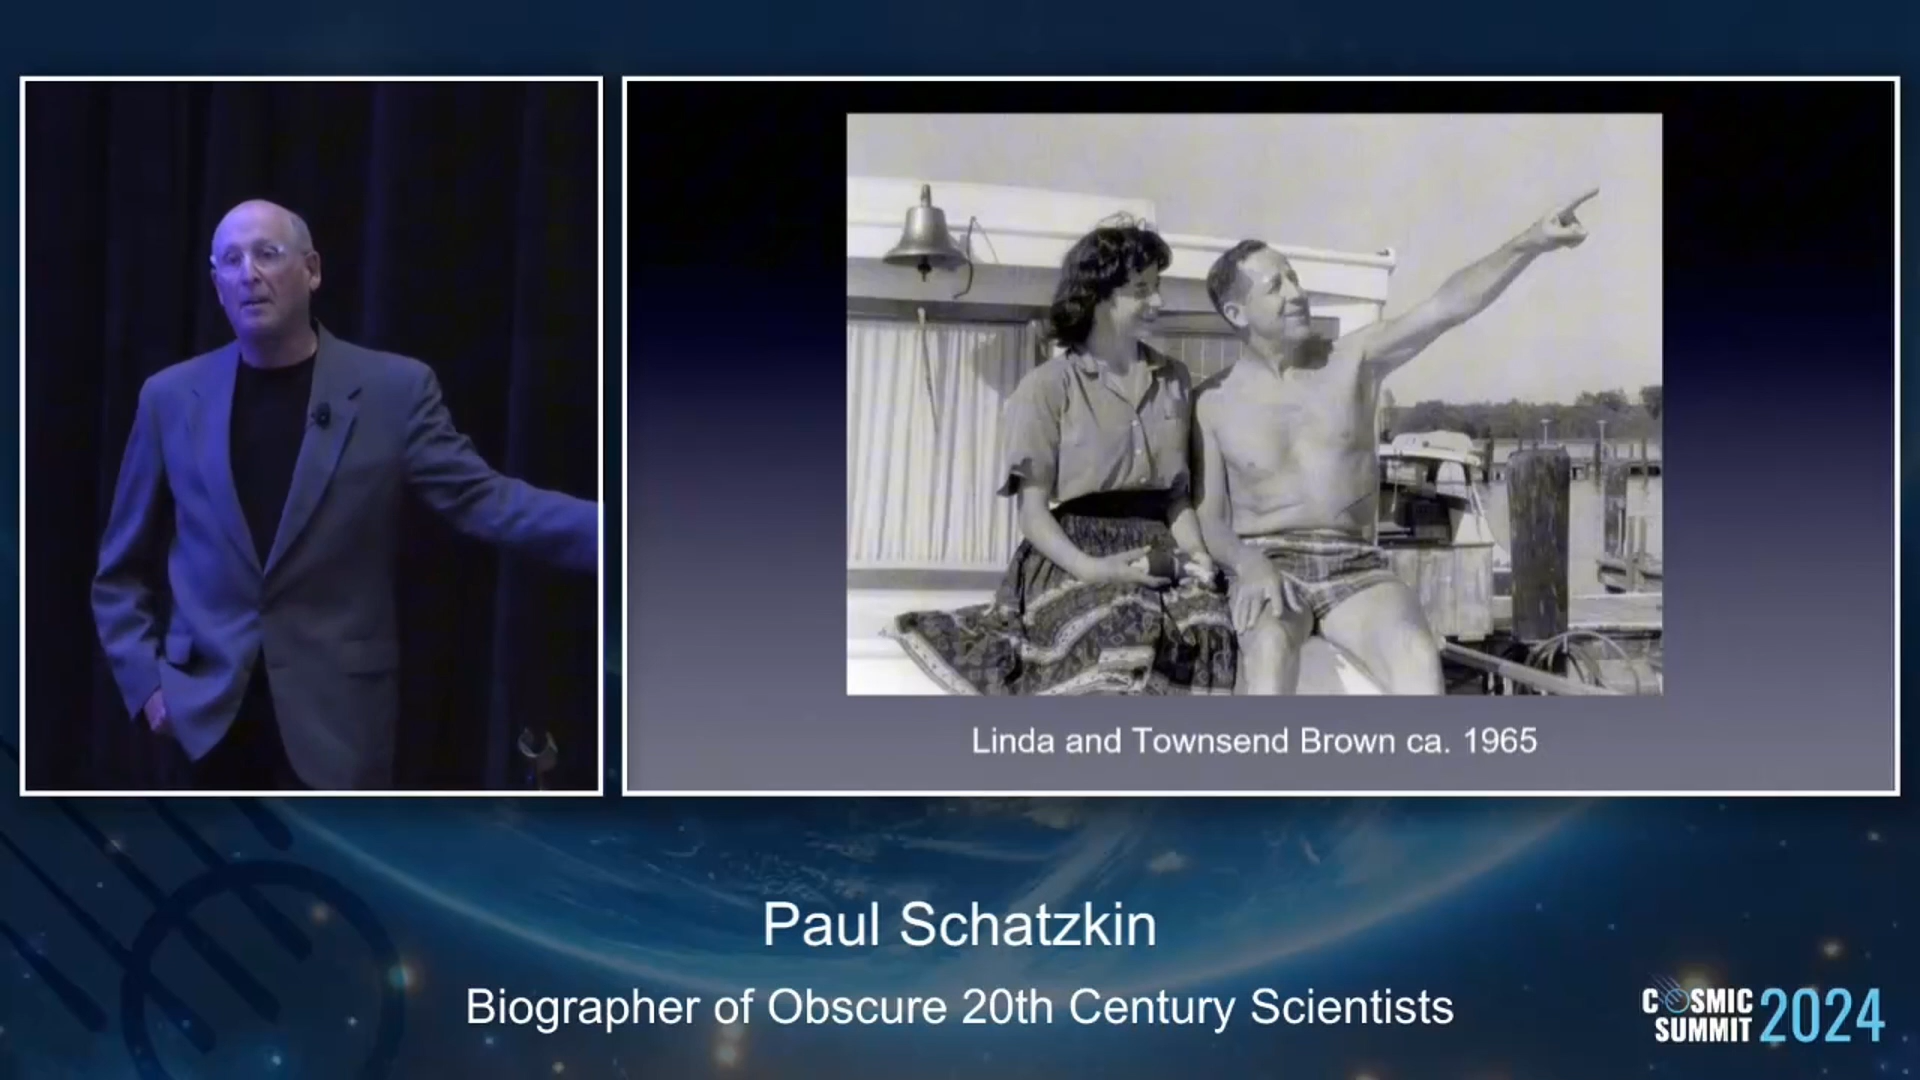 Linda and Townsend Brown ca. 1965
Paul Schatzkin
Biographer of Obscure 20th Century Scientists
COSMIC
SUMMIT 2024